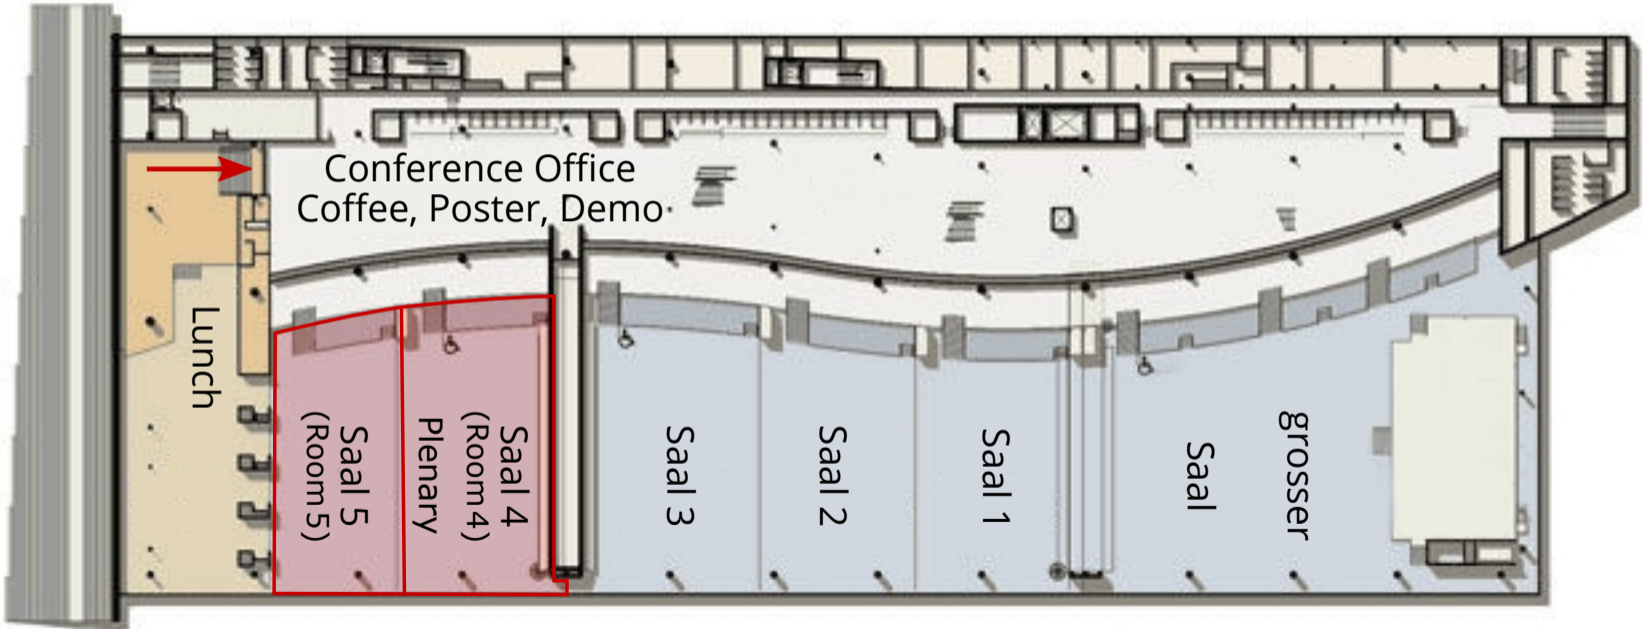 Conference Office
Coffee, Poster, Demo
Lunch
Saal 5
(Room 5)
Saal 4
(Room 4)
Plenary
Saal 3
Saal 2
Saal 1
grosser
Saal